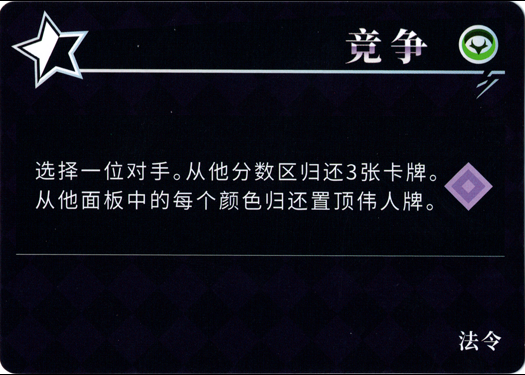 竞争
选择一位对手。从他分数区归还3张卡牌。
从他面板中的每个颜色归还置顶伟人牌。
法令